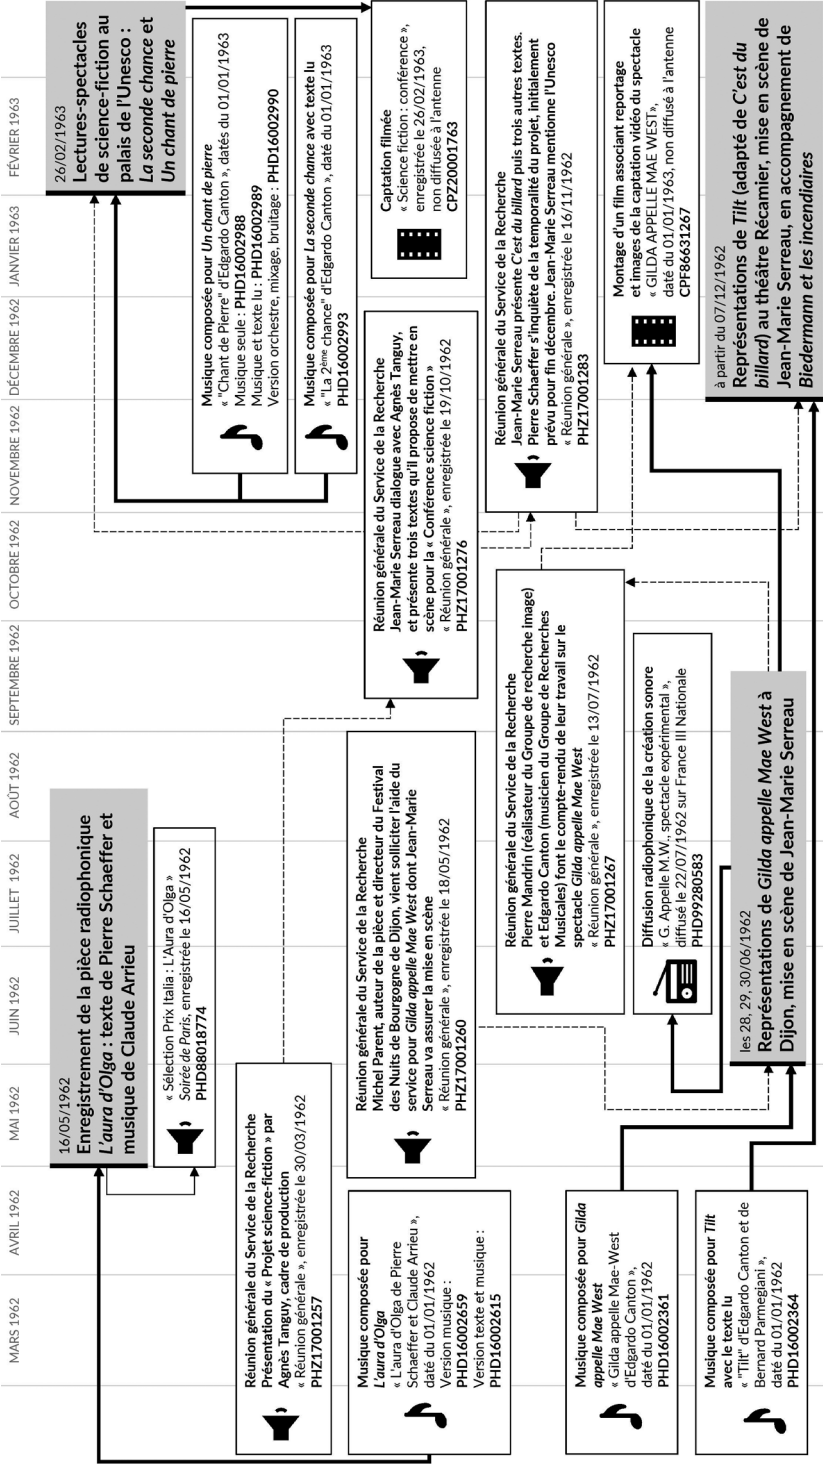 MARS 1962
AVRIL 1962
MAI 1962
JUIN 1962
JUILLET 1962
AOÛT 1962
SEPTEMBRE 1962
OCTOBRE 1962
NOVEMBRE 1962
DÉCEMBRE 1962
JANVIER 1963
FÉVRIER 1963
16/05/1962
Enregistrement de la pièce radiophonique
L'aura d'Olga : texte de Pierre Schaeffer et
musique de Claude Arrieu
26/02/1963
Lectures-spectacles
de science-fiction au
palais de l'Unesco :
La seconde chance et
Un chant de pierre
« Sélection Prix Italia : L'Aura d'Olga »
Soirée de Paris, enregistrée le 16/05/1962
PHD88018774
Musique composée pour Un chant de pierre
« "Chant de Pierre" d'Edgardo Canton », datés du 01/01/1963
Musique seule : PHD16002988
Musique et texte lu : PHD16002989
Version orchestre, mixage, bruitage : PHD16002990
Réunion générale du Service de la Recherche
Présentation du « Projet science-fiction » par
Agnès Tanguy, cadre de production
« Réunion générale », enregistrée le 30/03/1962
PHZ17001257
Musique composée pour La seconde chance avec texte lu
« "La 2ème chance" d'Edgardo Canton », daté du 01/01/1963
PHD16002993
Musique composée pour
L'aura d'Olga
« L'aura d'Olga de Pierre
Schaeffer et Claude Arrieu »,
daté du 01/01/1962
Version musique :
PHD16002659
Version texte et musique :
PHD16002615
Réunion générale du Service de la Recherche
Michel Parent, auteur de la pièce et directeur du Festival
des Nuits de Bourgogne de Dijon, vient solliciter l'aide du
service pour Gilda appelle Mae West dont Jean-Marie
Serreau va assurer la mise en scène
« Réunion générale », enregistrée le 18/05/1962
PHZ17001260
Réunion générale du Service de la Recherche
Jean-Marie Serreau dialogue avec Agnès Tanguy,
et présente trois textes qu'il propose de mettre en
scène pour la « Conférence science fiction »
« Réunion générale », enregistrée le 19/10/1962
PHZ17001276
Captation filmée
« Science fiction : conférence »,
enregistrée le 26/02/1963,
non diffusée à l'antenne
CPZ20001763
Réunion générale du Service de la Recherche
Pierre Mandrin (réalisateur du Groupe de recherche image)
et Edgardo Canton (musicien du Groupe de Recherches
Musicales) font le compte-rendu de leur travail sur le
spectacle Gilda appelle Mae West
« Réunion générale », enregistrée le 13/07/1962
PHZ17001267
Réunion générale du Service de la Recherche
Jean-Marie Serreau présente C'est du billard puis trois autres textes.
Pierre Schaeffer s'inquiète de la temporalité du projet, initialement
prévu pour fin décembre. Jean-Marie Serreau mentionne l'Unesco
« Réunion générale », enregistrée le 16/11/1962
PHZ17001283
Musique composée pour Gilda
appelle Mae West
« Gilda appelle Mae-West
d'Edgardo Canton »,
daté du 01/01/1962
PHD16002361
Diffusion radiophonique de la création sonore
« G. Appelle M.W., spectacle expérimental »,
diffusé le 22/07/1962 sur France III Nationale
PHD99280583
Montage d'un film associant reportage
et images de la captation vidéo du spectacle
« GILDA APPELLE MAE WEST»,
daté du 01/01/1963, non diffusé à l'antenne
CPF86631267
Musique composée pour Tilt
avec le texte lu
« "Tilt" d'Edgardo Canton et de
Bernard Parmegiani »,
daté du 01/01/1962
PHD16002364
les 28, 29, 30/06/1962
Représentations de Gilda appelle Mae West à
Dijon, mise en scène de Jean-Marie Serreau
à partir du 07/12/1962
Représentations de Tilt (adapté de C'est du
billard) au théâtre Récamier, mise en scène de
Jean-Marie Serreau, en accompagnement de
Biedermann et les incendiaires